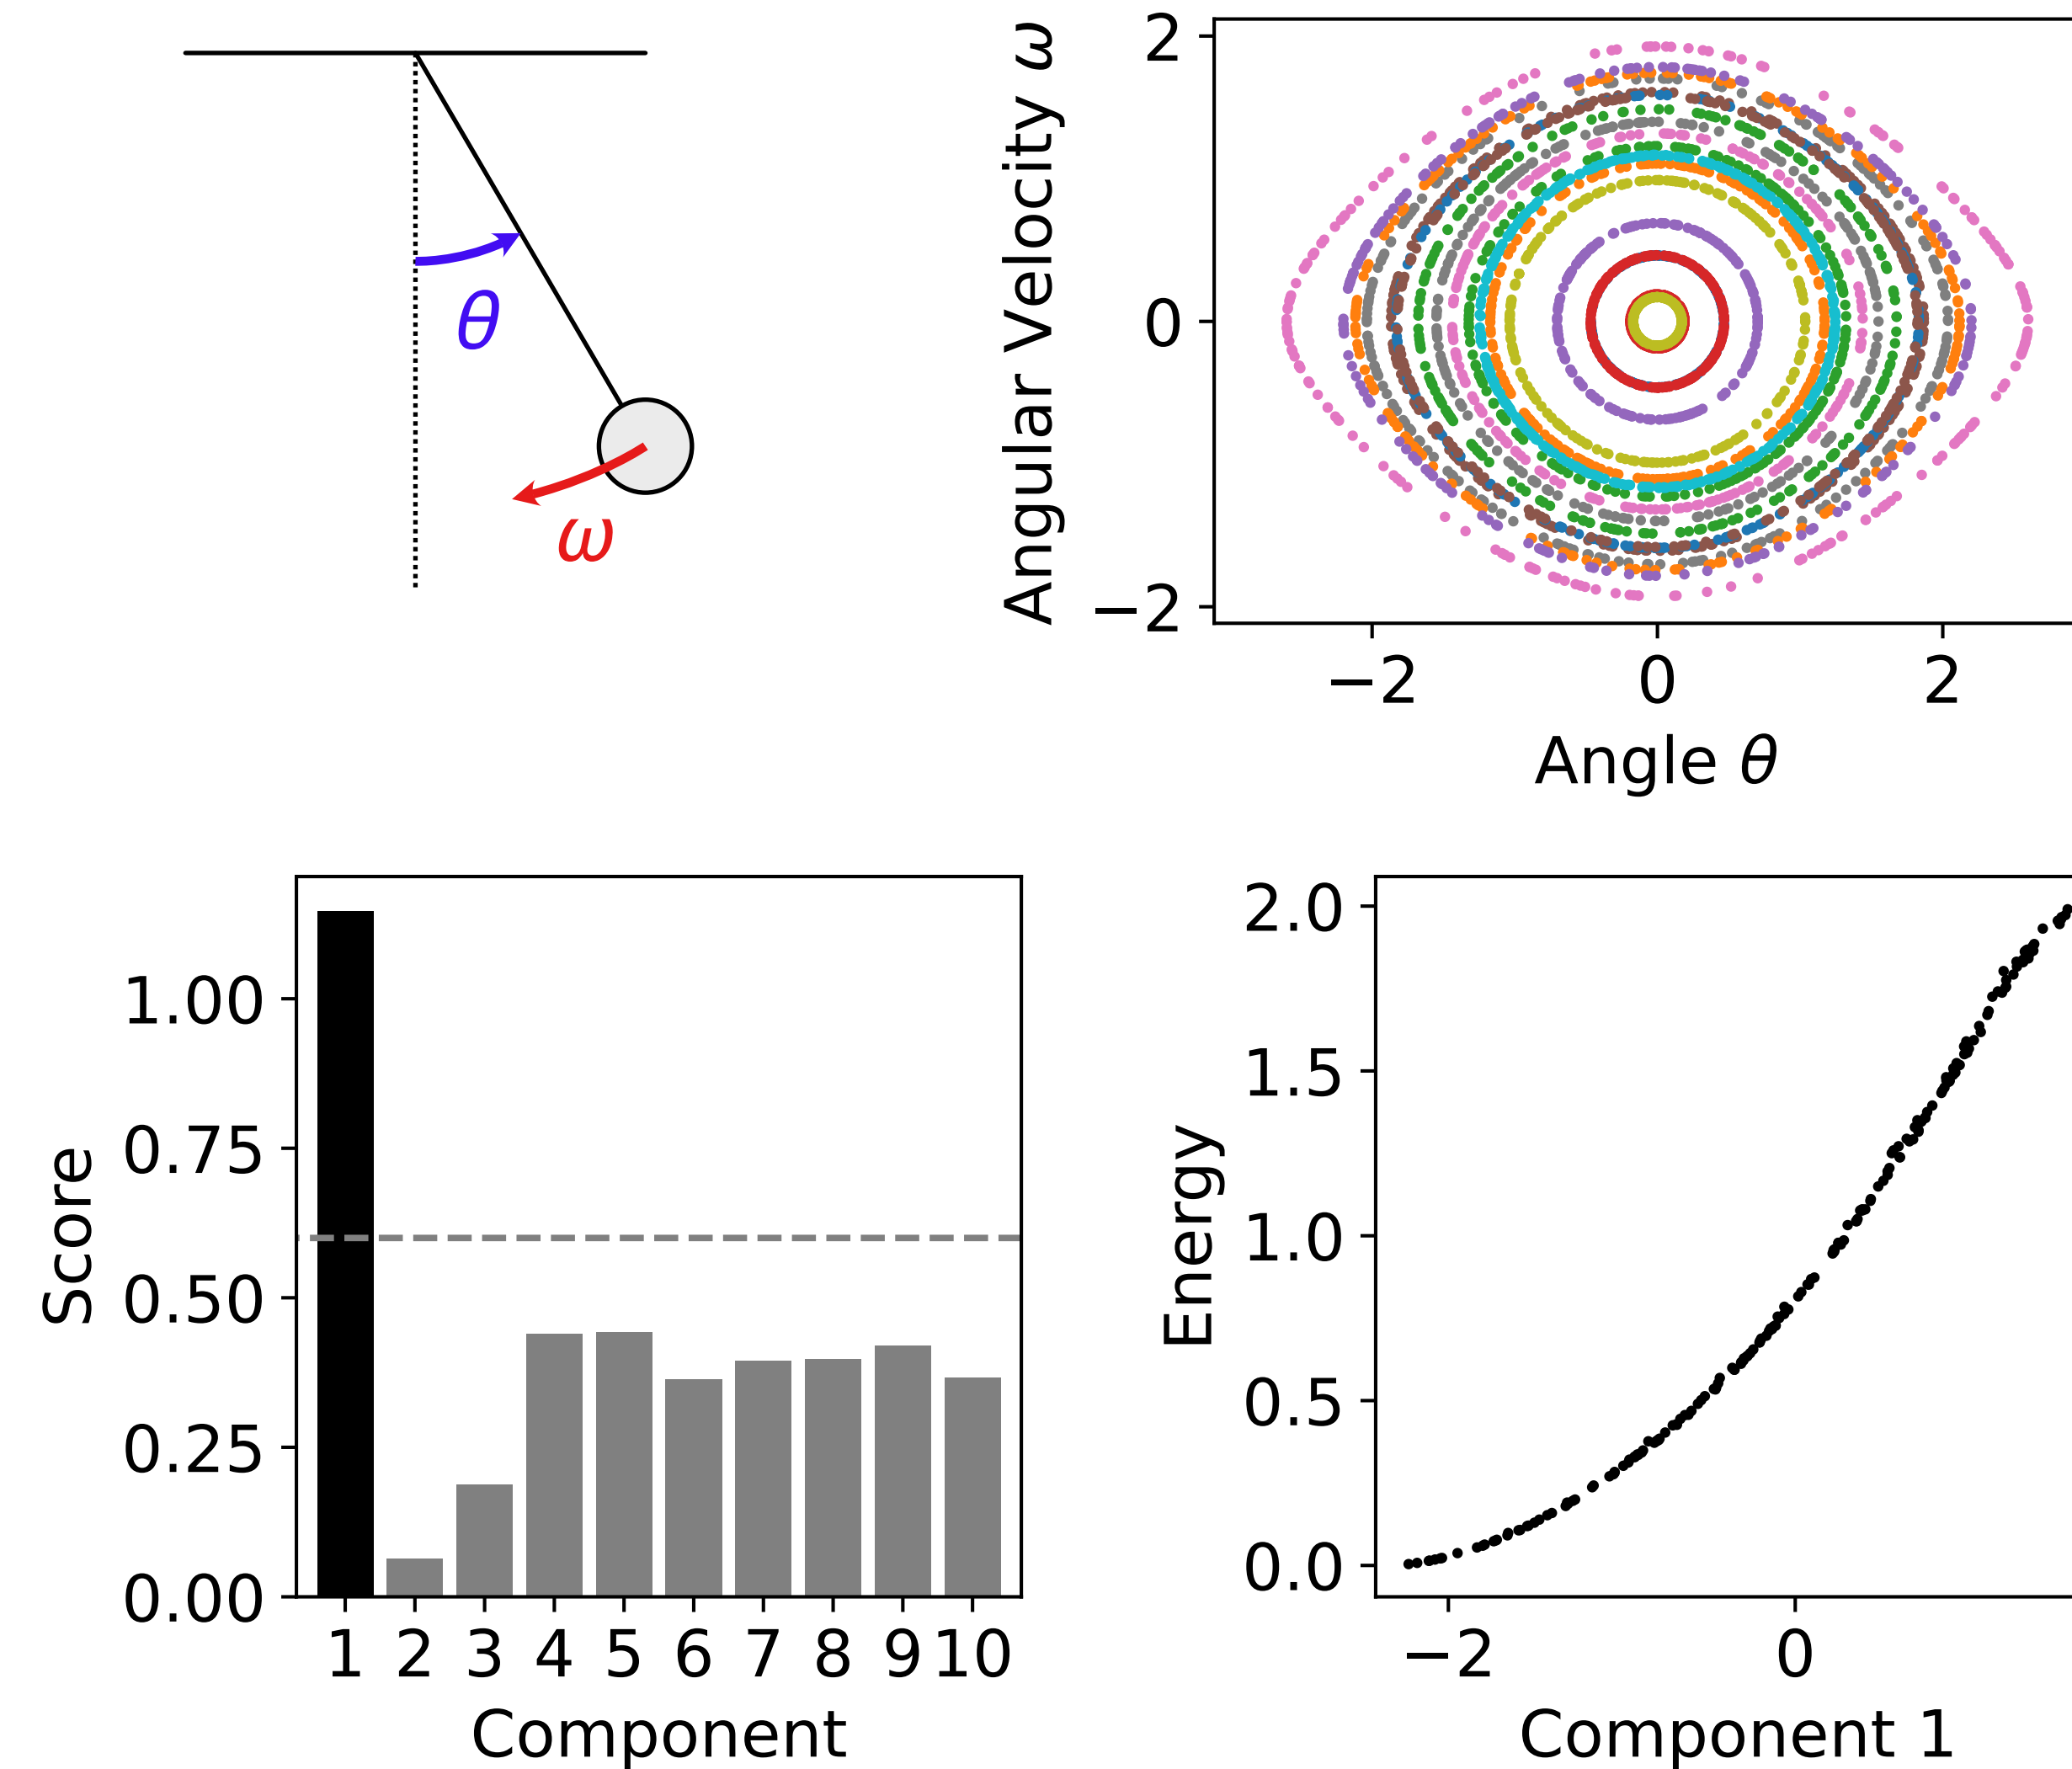 θ
ω
Angular Velocity ω
2
0
−2
−2 0 2
Angle θ
Score
1.00
0.75
0.50
0.25
0.00
1 2 3 4 5 6 7 8 9 10
Component
Energy
2.0
1.5
1.0
0.5
0.0
−2 0
Component 1